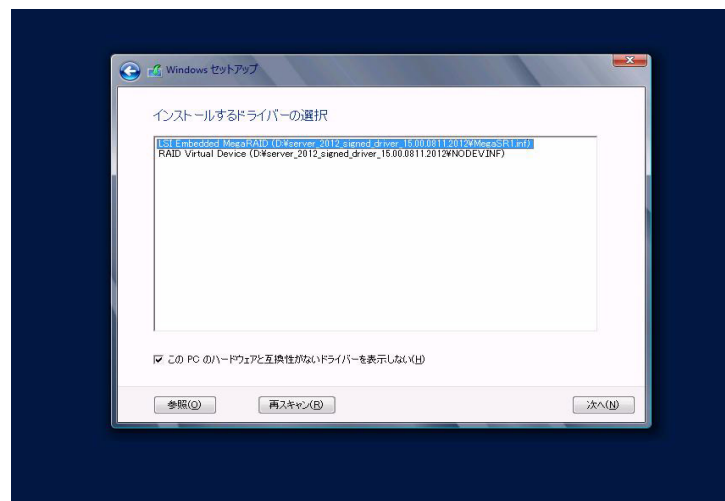 Windows セットアップ
インストールするドライバーの選択
LSI Embedded MegaRAID (D:¥server_2012_signed_driver_15.00.0811.2012¥MegaSR1.inf)
RAID Virtual Device (D:¥server_2012_signed_driver_15.00.0811.2012¥NODEV.INF)
この PC のハードウェアと互換性がないドライバーを表示しない(H)
参照(O)
再スキャン(R)
次へ(N)